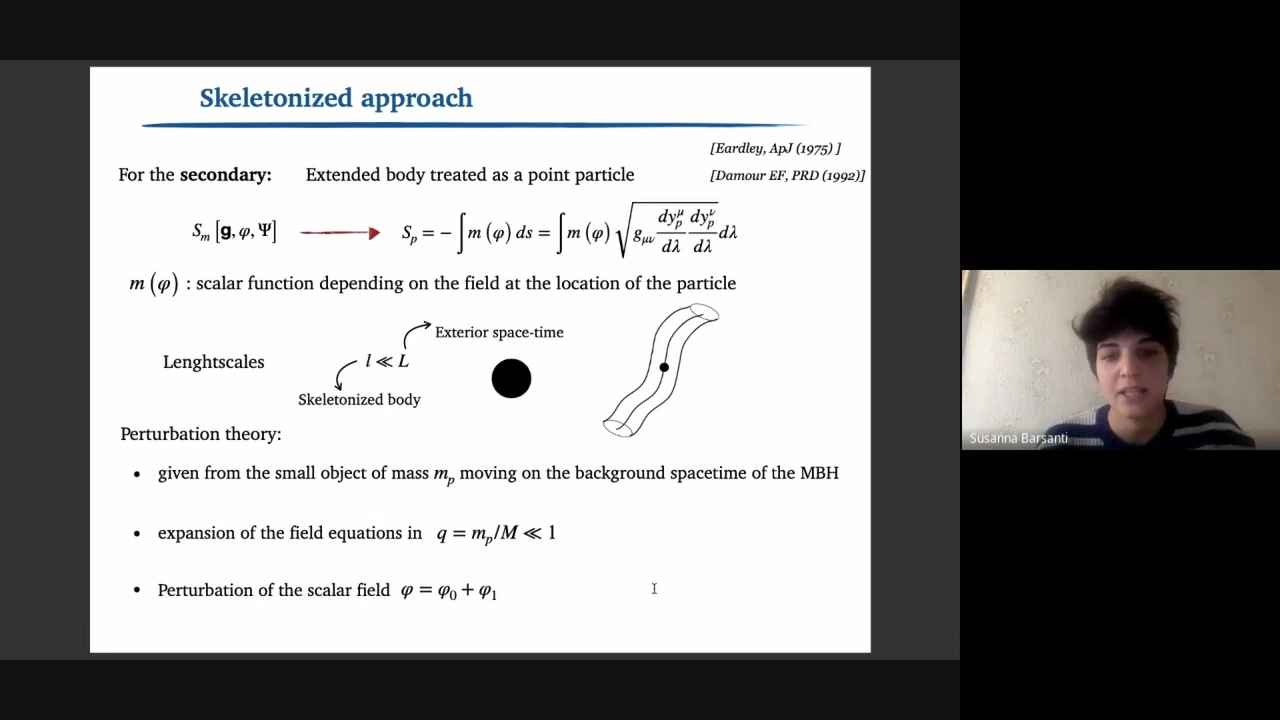 Skeletonized approach
[Eardley, ApJ (1975) ]
For the secondary: Extended body treated as a point particle [Damour EF, PRD (1992)]
S_m [g, φ, Ψ] ⟶ S_p = − ∫ m (φ) ds = ∫ m (φ) √(g_μν dy_p^μ/dλ dy_p^ν/dλ) dλ
m (φ) : scalar function depending on the field at the location of the particle
Exterior space-time
Lenghtscales l ≪ L
Skeletonized body
Perturbation theory:
• given from the small object of mass m_p moving on the background spacetime of the MBH
• expansion of the field equations in q = m_p/M ≪ 1
• Perturbation of the scalar field φ = φ_0 + φ_1
Susanna Barsanti